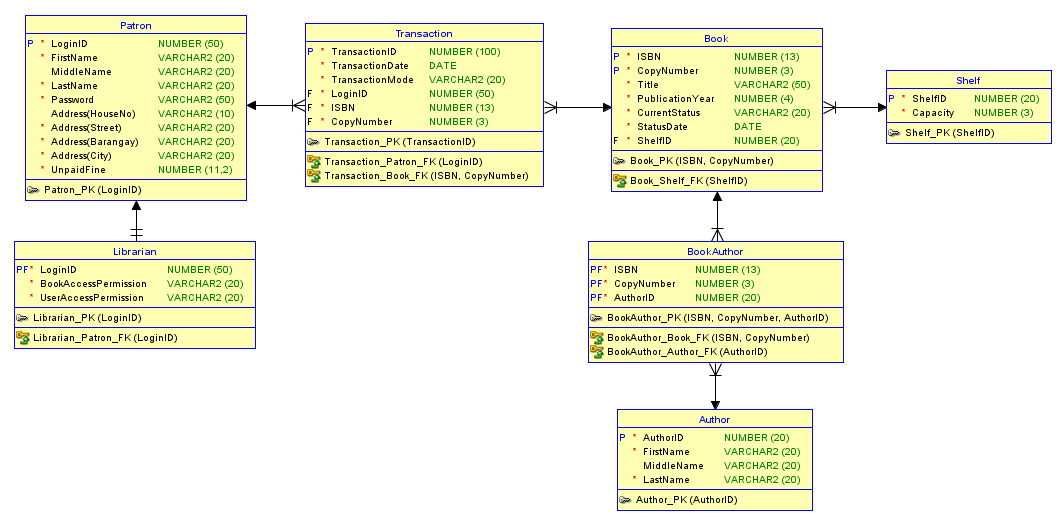 Patron
P * LoginID NUMBER (50)
* FirstName VARCHAR2 (20)
MiddleName VARCHAR2 (20)
* LastName VARCHAR2 (20)
* Password VARCHAR2 (50)
Address(HouseNo) VARCHAR2 (10)
* Address(Street) VARCHAR2 (20)
* Address(Barangay) VARCHAR2 (20)
* Address(City) VARCHAR2 (20)
* UnpaidFine NUMBER (11,2)
Patron_PK (LoginID)
Transaction
P * TransactionID NUMBER (100)
* TransactionDate DATE
* TransactionMode VARCHAR2 (20)
F * LoginID NUMBER (50)
F * ISBN NUMBER (13)
F * CopyNumber NUMBER (3)
Transaction_PK (TransactionID)
Transaction_Patron_FK (LoginID)
Transaction_Book_FK (ISBN, CopyNumber)
Book
P * ISBN NUMBER (13)
P * CopyNumber NUMBER (3)
* Title VARCHAR2 (50)
* PublicationYear NUMBER (4)
* CurrentStatus VARCHAR2 (20)
* StatusDate DATE
F * ShelfID NUMBER (20)
Book_PK (ISBN, CopyNumber)
Book_Shelf_FK (ShelfID)
Shelf
P * ShelfID NUMBER (20)
* Capacity NUMBER (3)
Shelf_PK (ShelfID)
Librarian
PF* LoginID NUMBER (50)
* BookAccessPermission VARCHAR2 (20)
* UserAccessPermission VARCHAR2 (20)
Librarian_PK (LoginID)
Librarian_Patron_FK (LoginID)
BookAuthor
PF* ISBN NUMBER (13)
PF* CopyNumber NUMBER (3)
PF* AuthorID NUMBER (20)
BookAuthor_PK (ISBN, CopyNumber, AuthorID)
BookAuthor_Book_FK (ISBN, CopyNumber)
BookAuthor_Author_FK (AuthorID)
Author
P * AuthorID NUMBER (20)
* FirstName VARCHAR2 (20)
MiddleName VARCHAR2 (20)
* LastName VARCHAR2 (20)
Author_PK (AuthorID)